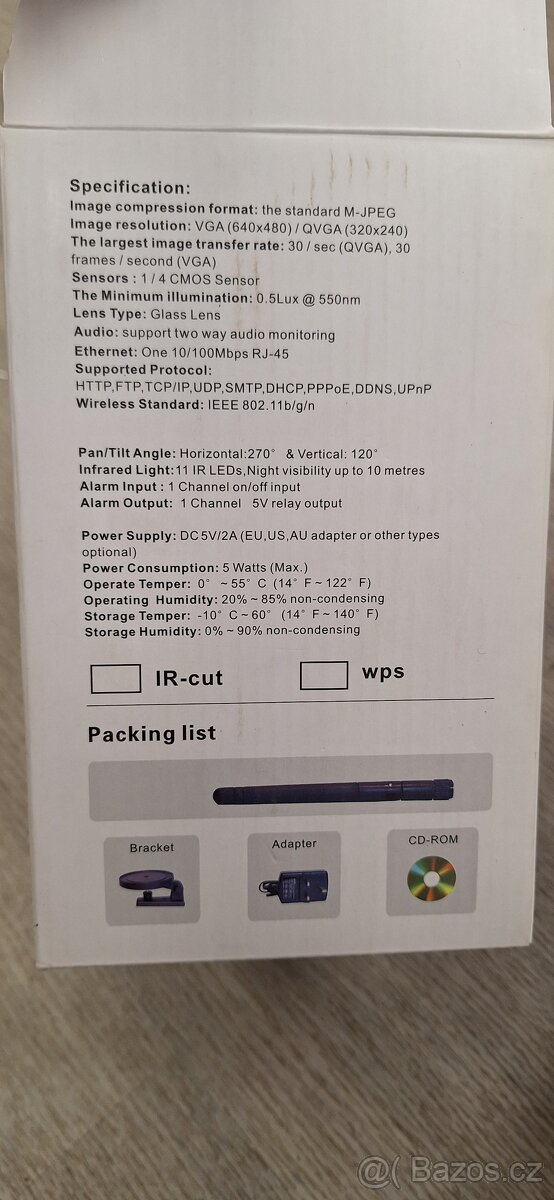 Specification:
Image compression format: the standard M-JPEG
Image resolution: VGA (640x480) / QVGA (320x240)
The largest image transfer rate: 30 / sec (QVGA), 30
frames / second (VGA)
Sensors : 1 / 4 CMOS Sensor
The Minimum illumination: 0.5Lux @ 550nm
Lens Type: Glass Lens
Audio: support two way audio monitoring
Ethernet: One 10/100Mbps RJ-45
Supported Protocol:
HTTP,FTP,TCP/IP,UDP,SMTP,DHCP,PPPoE,DDNS,UPnP
Wireless Standard: IEEE 802.11b/g/n
Pan/Tilt Angle: Horizontal:270° & Vertical: 120°
Infrared Light:11 IR LEDs,Night visibility up to 10 metres
Alarm Input : 1 Channel on/off input
Alarm Output: 1 Channel 5V relay output
Power Supply: DC5V/2A (EU,US,AU adapter or other types
optional)
Power Consumption: 5 Watts (Max.)
Operate Temper: 0° ~ 55° C (14° F ~ 122° F)
Operating Humidity: 20% ~ 85% non-condensing
Storage Temper: -10° C ~ 60° (14° F ~ 140° F)
Storage Humidity: 0% ~ 90% non-condensing
IR-cut wps
Packing list
Bracket Adapter CD-ROM
@( Bazos.cz